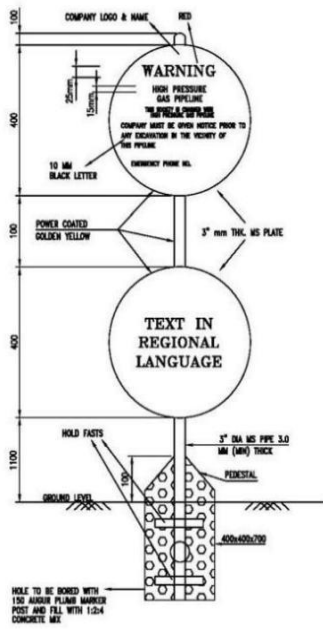 COMPANY LOGO & NAME
RED
100
WARNING
HIGH PRESSURE
GAS PIPELINE
25mm
15mm
400
COMPANY MUST BE GIVEN NOTICE PRIOR TO
ANY EXCAVATION IN THE VICINITY OF
THIS PIPELINE
10 MM
BLACK LETTER
EMERGENCY PHONE NO.
100
POWER COATED
GOLDEN YELLOW
3" mm THK. MS PLATE
400
TEXT IN
REGIONAL
LANGUAGE
HOLD FASTS
3" DIA MS PIPE 3.0
MM (MIN) THICK
1100
100
PEDESTAL
GROUND LEVEL
400x400x700
HOLE TO BE BORED WITH
150 AUGUR PLUMB MARKER
POST AND FILL WITH 1:2:4
CONCRETE MIX